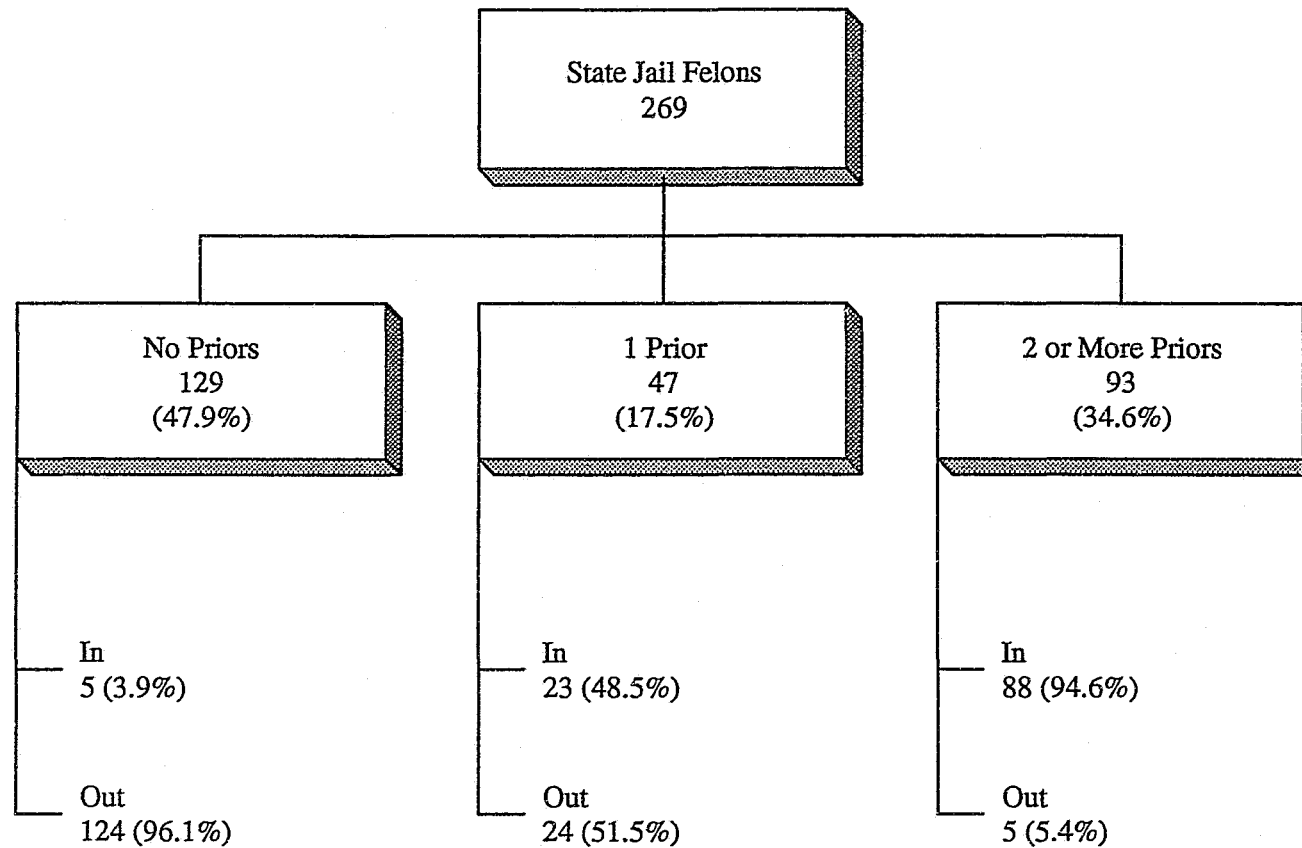 State Jail Felons
269
No Priors
129
(47.9%)
1 Prior
47
(17.5%)
2 or More Priors
93
(34.6%)
In
5 (3.9%)
Out
124 (96.1%)
In
23 (48.5%)
Out
24 (51.5%)
In
88 (94.6%)
Out
5 (5.4%)